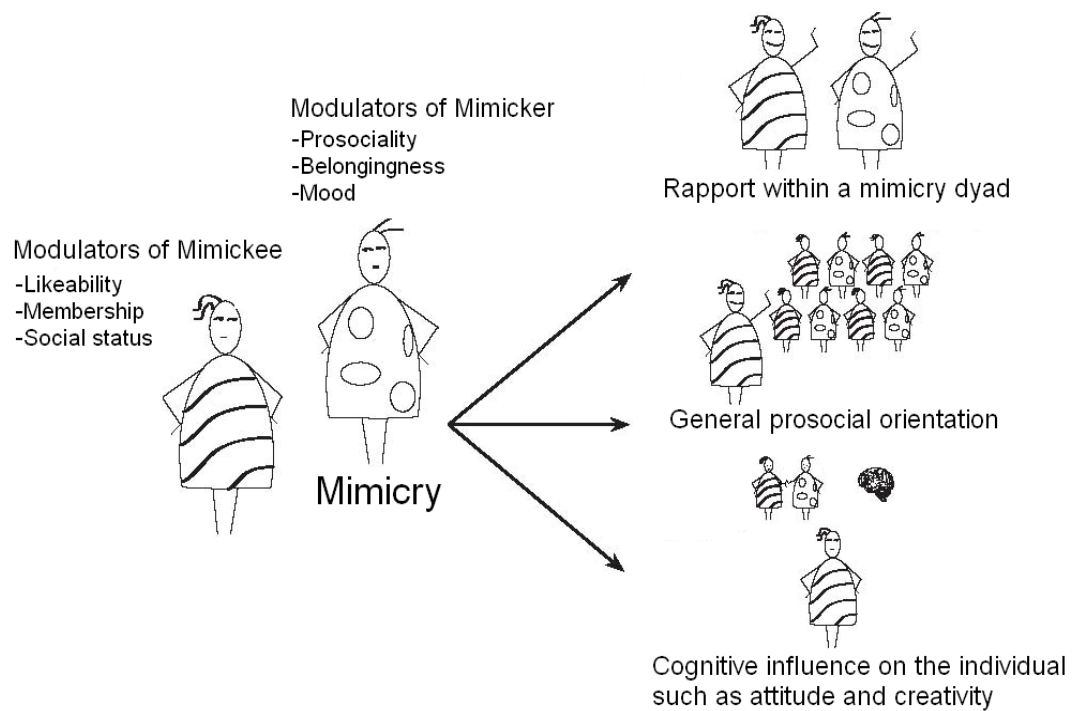 Modulators of Mimicker
-Prosociality
-Belongingness
-Mood
Modulators of Mimickee
-Likeability
-Membership
-Social status
Mimicry
Rapport within a mimicry dyad
General prosocial orientation
Cognitive influence on the individual
such as attitude and creativity